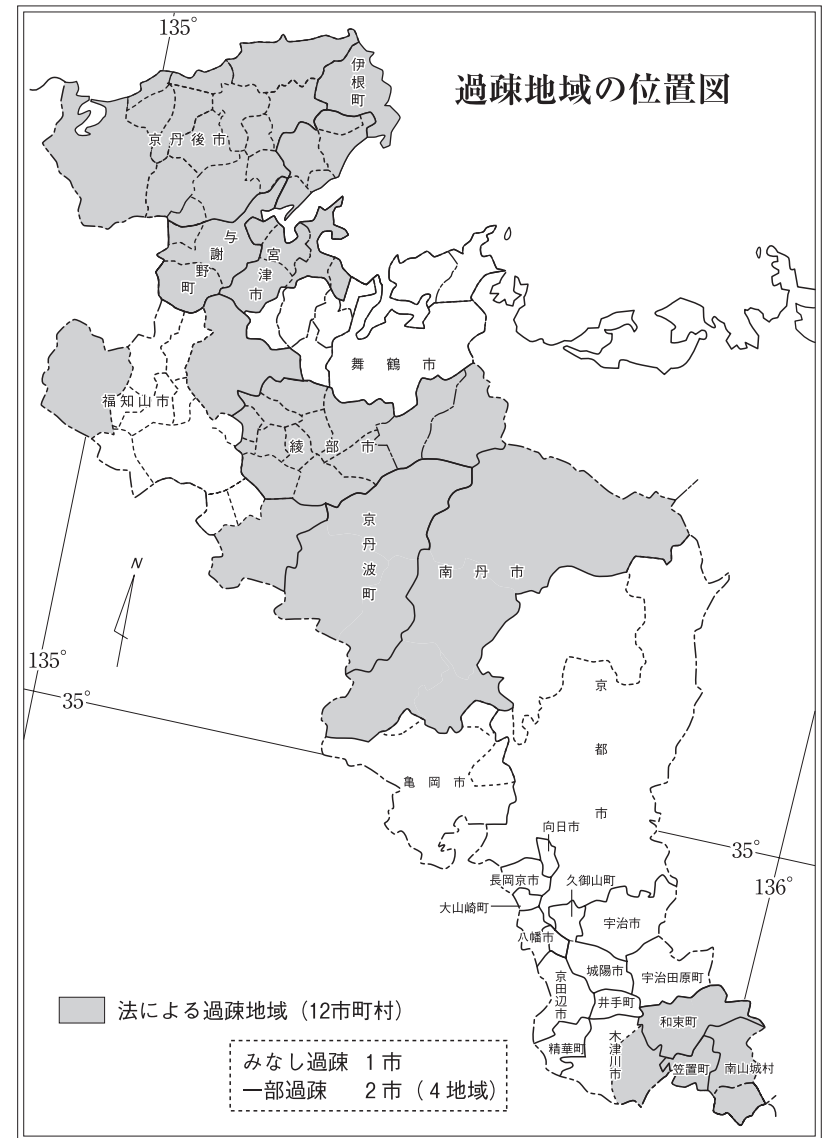 135°
過疎地域の位置図
伊根町
京丹後市
与謝野町
宮津市
舞鶴市
福知山市
綾部市
京丹波町
南丹市
N
135°
35°
京都市
亀岡市
向日市
35°
136°
長岡京市
久御山町
大山崎町
宇治市
八幡市
城陽市
宇治田原町
京田辺市
井手町
和束町
精華町
木津川市
笠置町
南山城村
法による過疎地域（12市町村）
みなし過疎 1市
一部過疎 2市（4地域）